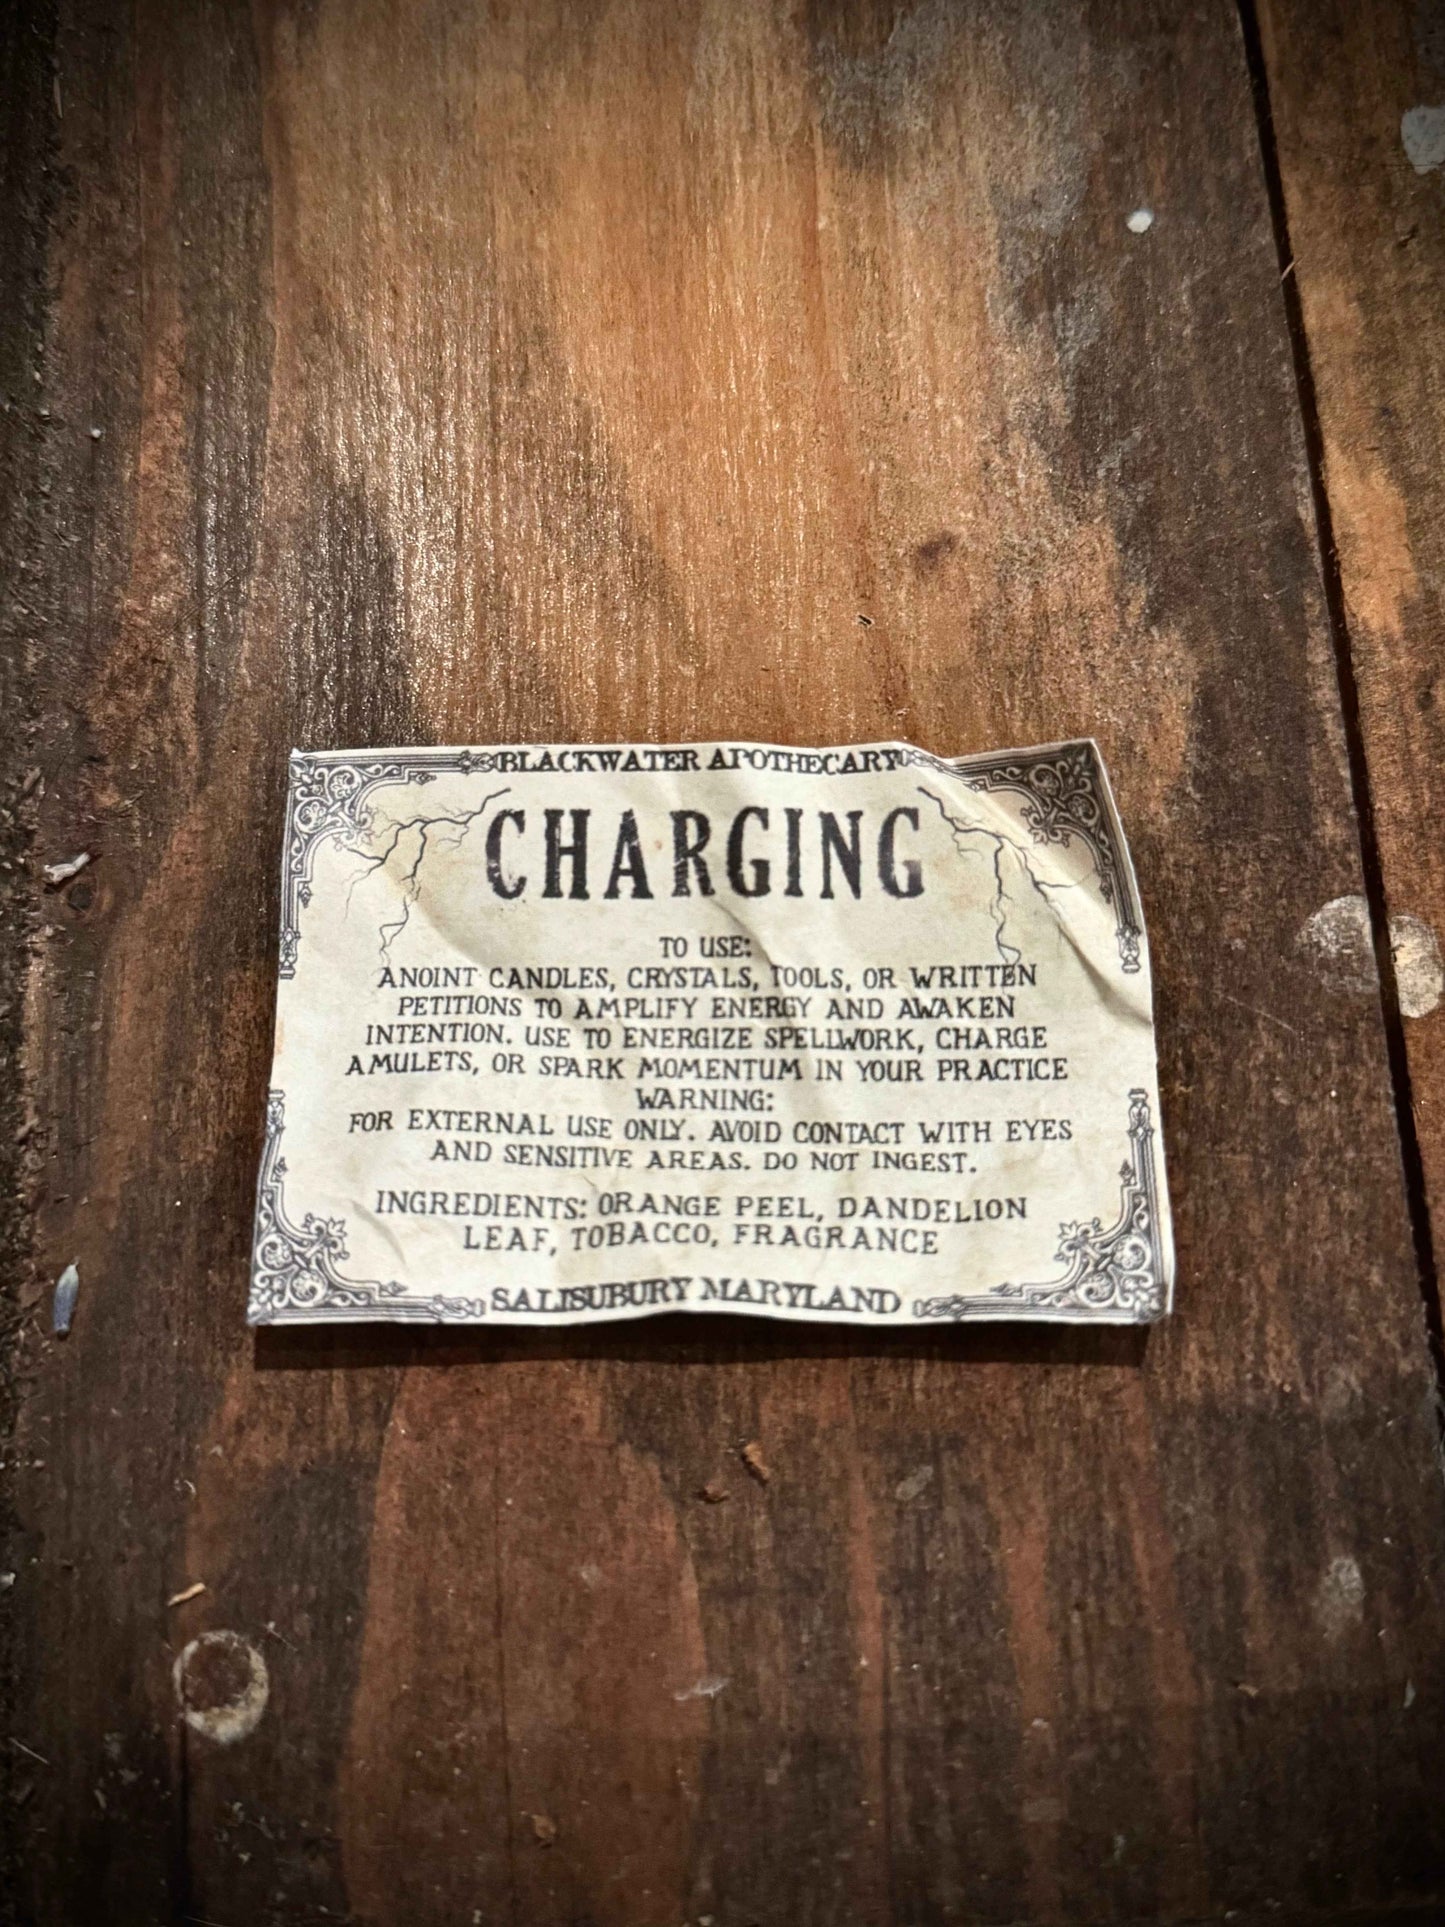 BLACKWATER APOTHECARY
CHARGING
TO USE:
ANOINT CANDLES, CRYSTALS, TOOLS, OR WRITTEN
PETITIONS TO AMPLIFY ENERGY AND AWAKEN
INTENTION. USE TO ENERGIZE SPELLWORK, CHARGE
AMULETS, OR SPARK MOMENTUM IN YOUR PRACTICE
WARNING:
FOR EXTERNAL USE ONLY. AVOID CONTACT WITH EYES
AND SENSITIVE AREAS. DO NOT INGEST.
INGREDIENTS: ORANGE PEEL, DANDELION
LEAF, TOBACCO, FRAGRANCE
SALISUBURY MARYLAND